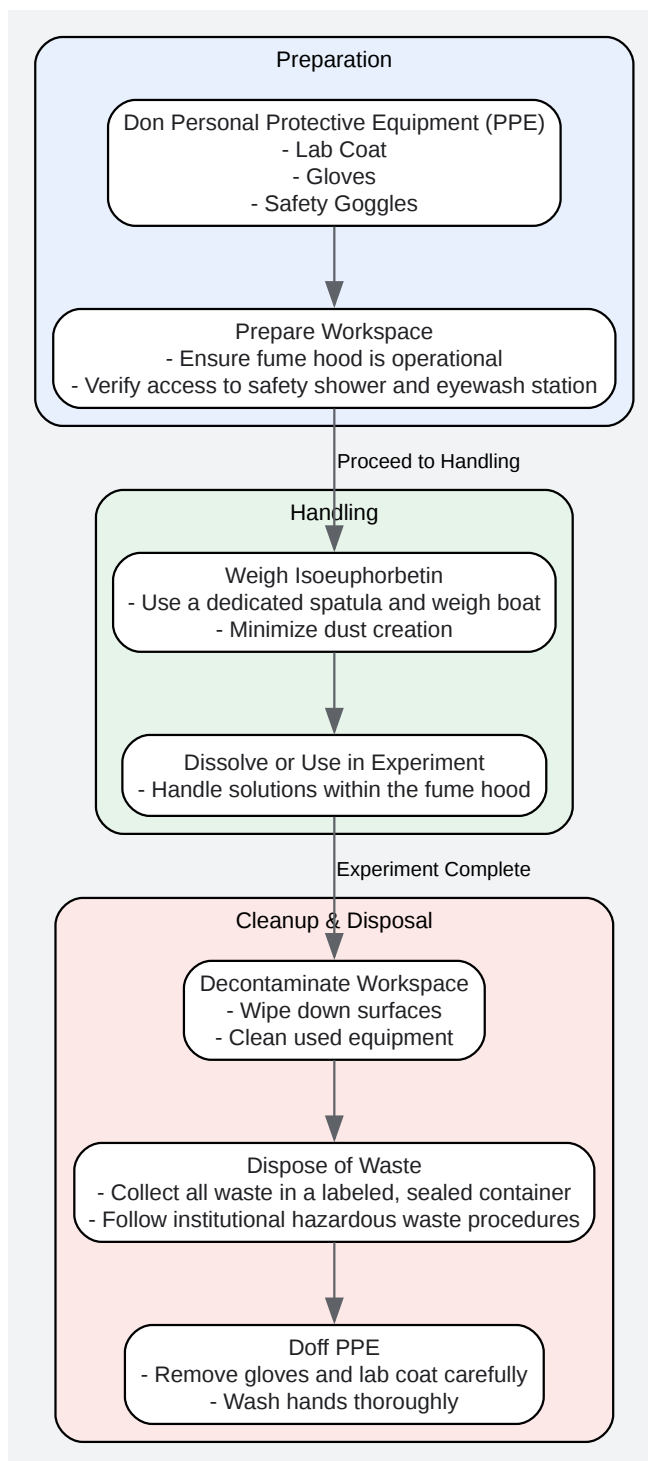 Preparation
Don Personal Protective Equipment (PPE)
- Lab Coat
- Gloves
- Safety Goggles
Prepare Workspace
- Ensure fume hood is operational
- Verify access to safety shower and eyewash station
Proceed to Handling
Handling
Weigh Isoeuphorbetin
- Use a dedicated spatula and weigh boat
- Minimize dust creation
Dissolve or Use in Experiment
- Handle solutions within the fume hood
Experiment Complete
Cleanup & Disposal
Decontaminate Workspace
- Wipe down surfaces
- Clean used equipment
Dispose of Waste
- Collect all waste in a labeled, sealed container
- Follow institutional hazardous waste procedures
Doff PPE
- Remove gloves and lab coat carefully
- Wash hands thoroughly